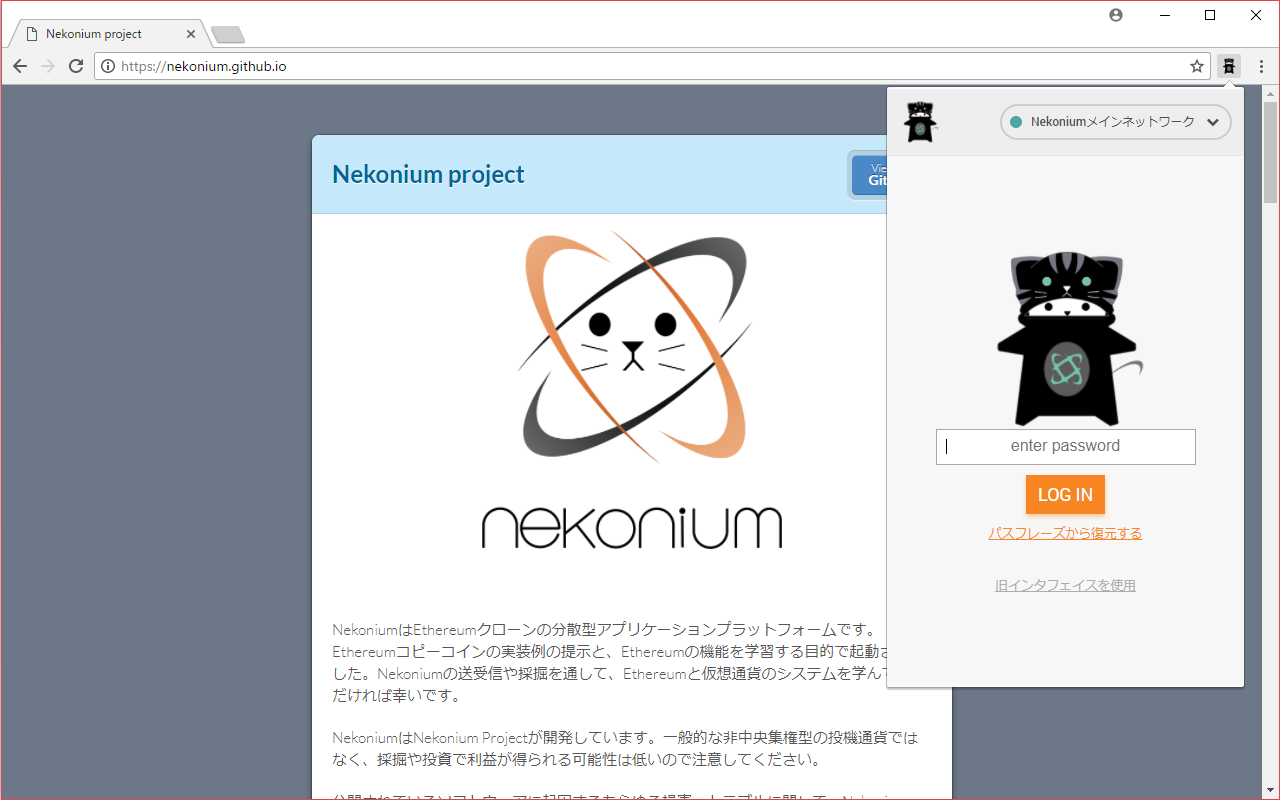 Nekonium project
https://nekonium.github.io
Nekoniumメインネットワーク
Nekonium project
nekonium
enter password
LOG IN
パスフレーズから復元する
旧インタフェイスを使用
NekoniumはEthereumクローンの分散型アプリケーションプラットフォームです。
Ethereumコピーコインの実装例の提示と、Ethereumの機能を学習する目的で起動さ
した。Nekoniumの送受信や採掘を通して、Ethereumと仮想通貨のシステムを学んで
だければ幸いです。
NekoniumはNekonium Projectが開発しています。一般的な非中央集権型の投機通貨では
なく、採掘や投資で利益が得られる可能性は低いので注意してください。